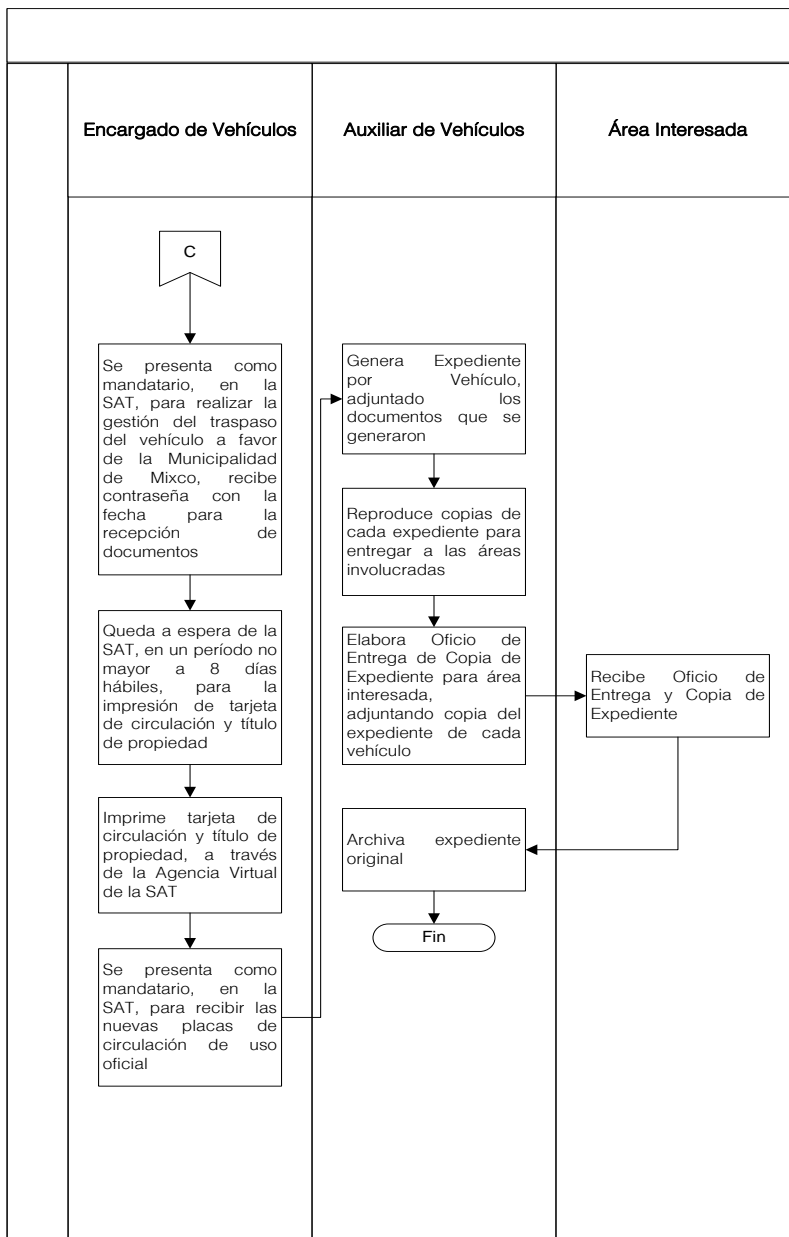 Encargado de Vehículos
Auxiliar de Vehículos
Área Interesada
C
Se presenta como
mandatario, en la
SAT, para realizar la
gestión del traspaso
del vehículo a favor
de la Municipalidad
de Mixco, recibe
contraseña con la
fecha para la
recepción de
documentos
Queda a espera de la
SAT, en un período no
mayor a 8 días
hábiles, para la
impresión de tarjeta
de circulación y título
de propiedad
Imprime tarjeta de
circulación y título de
propiedad, a través
de la Agencia Virtual
de la SAT
Se presenta como
mandatario, en la
SAT, para recibir las
nuevas placas de
circulación de uso
oficial
Genera Expediente
por Vehículo,
adjuntado los
documentos que se
generaron
Reproduce copias de
cada expediente para
entregar a las áreas
involucradas
Elabora Oficio de
Entrega de Copia de
Expediente para área
interesada,
adjuntando copia del
expediente de cada
vehículo
Recibe Oficio de
Entrega y Copia de
Expediente
Archiva expediente
original
Fin